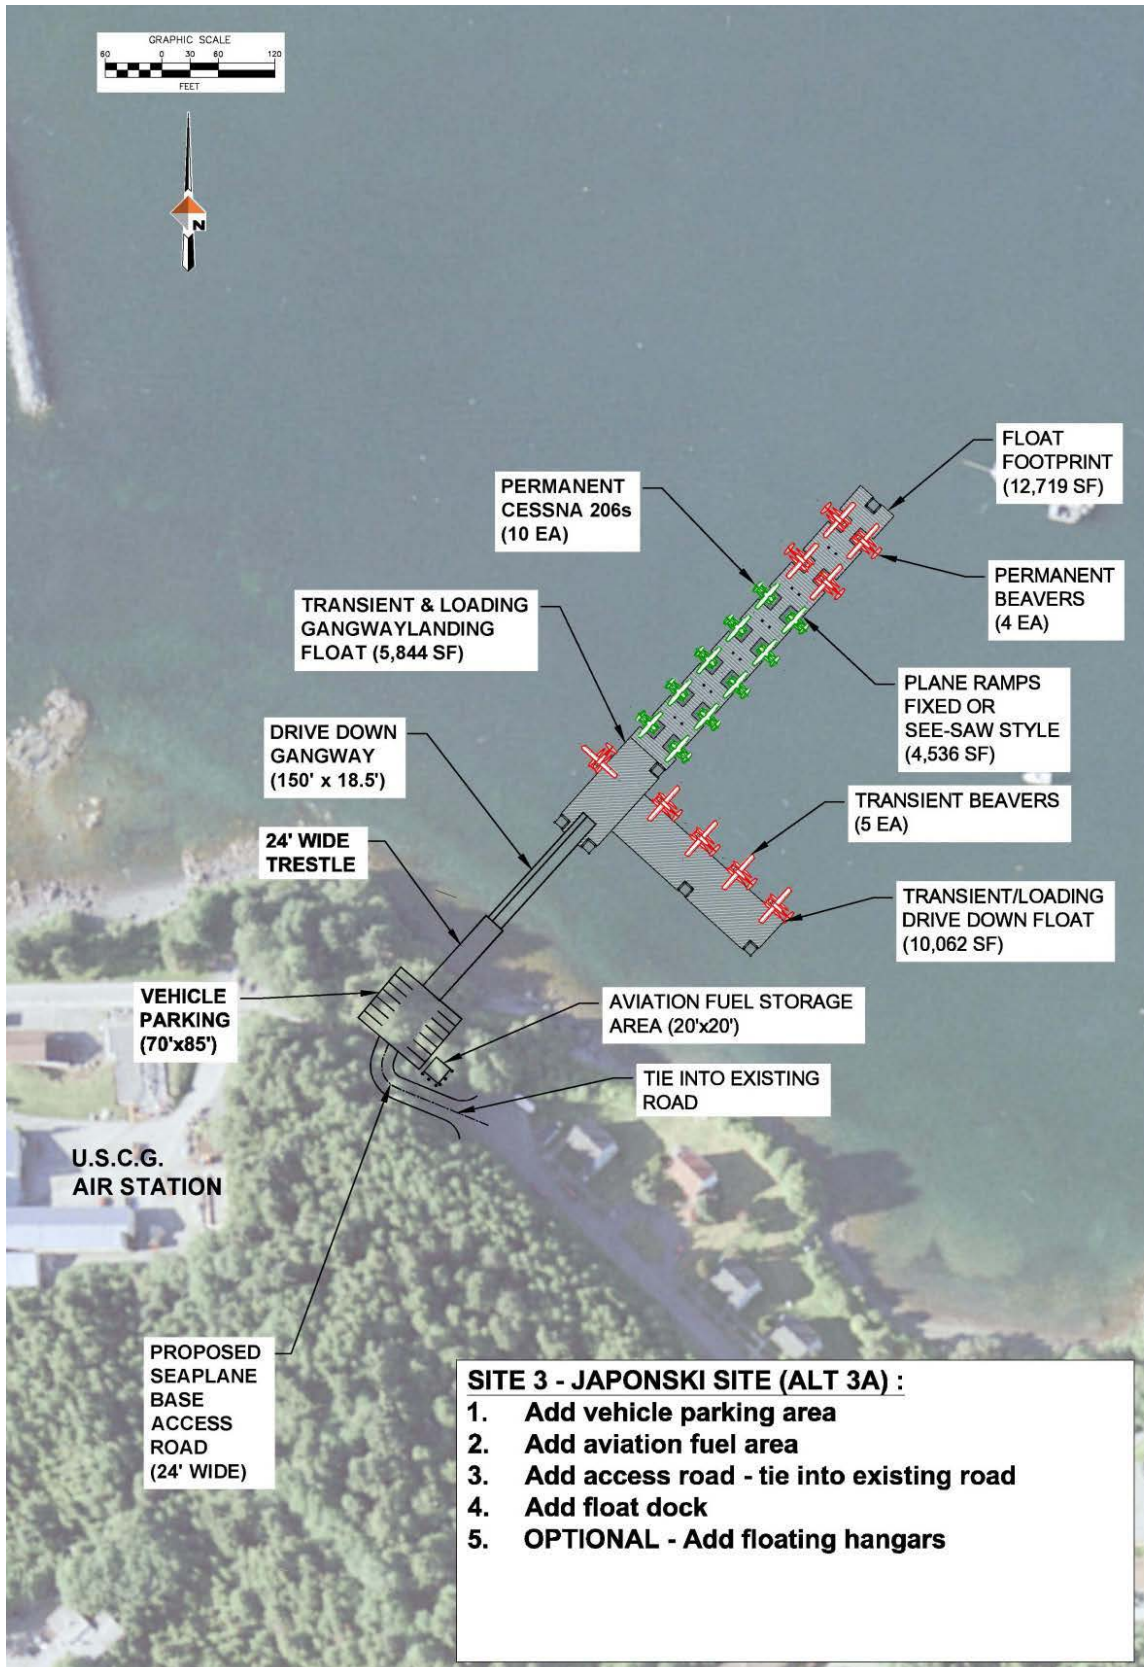 GRAPHIC SCALE
60 0 30 60 120
FEET
N
FLOAT
FOOTPRINT
(12,719 SF)
PERMANENT
CESSNA 206s
(10 EA)
PERMANENT
BEAVERS
(4 EA)
TRANSIENT & LOADING
GANGWAYLANDING
FLOAT (5,844 SF)
PLANE RAMPS
FIXED OR
SEE-SAW STYLE
(4,536 SF)
DRIVE DOWN
GANGWAY
(150' x 18.5')
TRANSIENT BEAVERS
(5 EA)
24' WIDE
TRESTLE
TRANSIENT/LOADING
DRIVE DOWN FLOAT
(10,062 SF)
VEHICLE
PARKING
(70'x85')
AVIATION FUEL STORAGE
AREA (20'x20')
TIE INTO EXISTING
ROAD
U.S.C.G.
AIR STATION
PROPOSED
SEAPLANE
BASE
ACCESS
ROAD
(24' WIDE)
SITE 3 - JAPONSKI SITE (ALT 3A) :
1. Add vehicle parking area
2. Add aviation fuel area
3. Add access road - tie into existing road
4. Add float dock
5. OPTIONAL - Add floating hangars